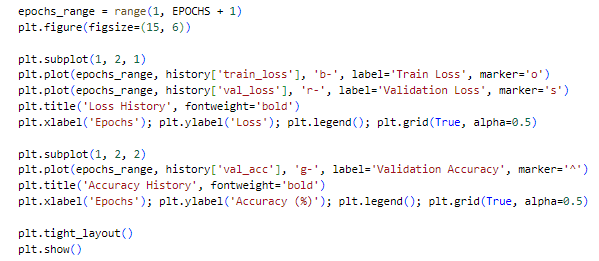 epochs_range = range(1, EPOCHS + 1)
plt.figure(figsize=(15, 6))

plt.subplot(1, 2, 1)
plt.plot(epochs_range, history['train_loss'], 'b-', label='Train Loss', marker='o')
plt.plot(epochs_range, history['val_loss'], 'r-', label='Validation Loss', marker='s')
plt.title('Loss History', fontweight='bold')
plt.xlabel('Epochs'); plt.ylabel('Loss'); plt.legend(); plt.grid(True, alpha=0.5)

plt.subplot(1, 2, 2)
plt.plot(epochs_range, history['val_acc'], 'g-', label='Validation Accuracy', marker='^')
plt.title('Accuracy History', fontweight='bold')
plt.xlabel('Epochs'); plt.ylabel('Accuracy (%)'); plt.legend(); plt.grid(True, alpha=0.5)

plt.tight_layout()
plt.show()